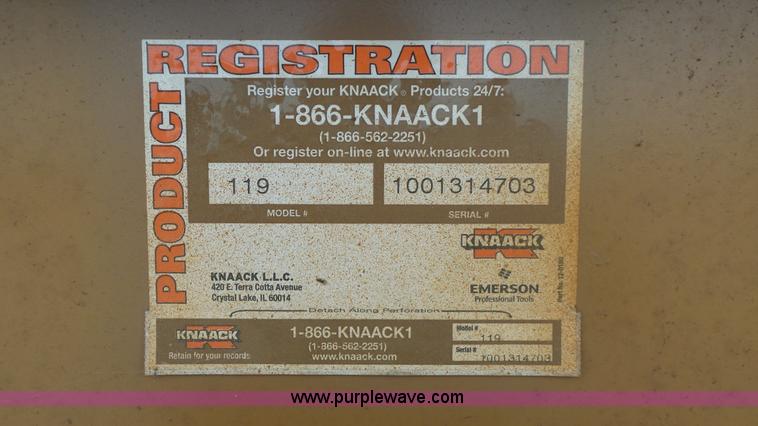 PRODUCT REGISTRATION
Register your KNAACK® Products 24/7:
1-866-KNAACK1
(1-866-562-2251)
Or register on-line at www.knaack.com
119
1001314703
MODEL #
SERIAL #
KNAACK
KNAACK L.L.C.
420 E. Terra Cotta Avenue
Crystal Lake, IL 60014
EMERSON
Professional Tools
Detach Along Perforation
KNAACK
Retain for your records
1-866-KNAACK1
(1-866-562-2251)
www.knaack.com
Model #
119
Serial #
1001314703
www.purplewave.com